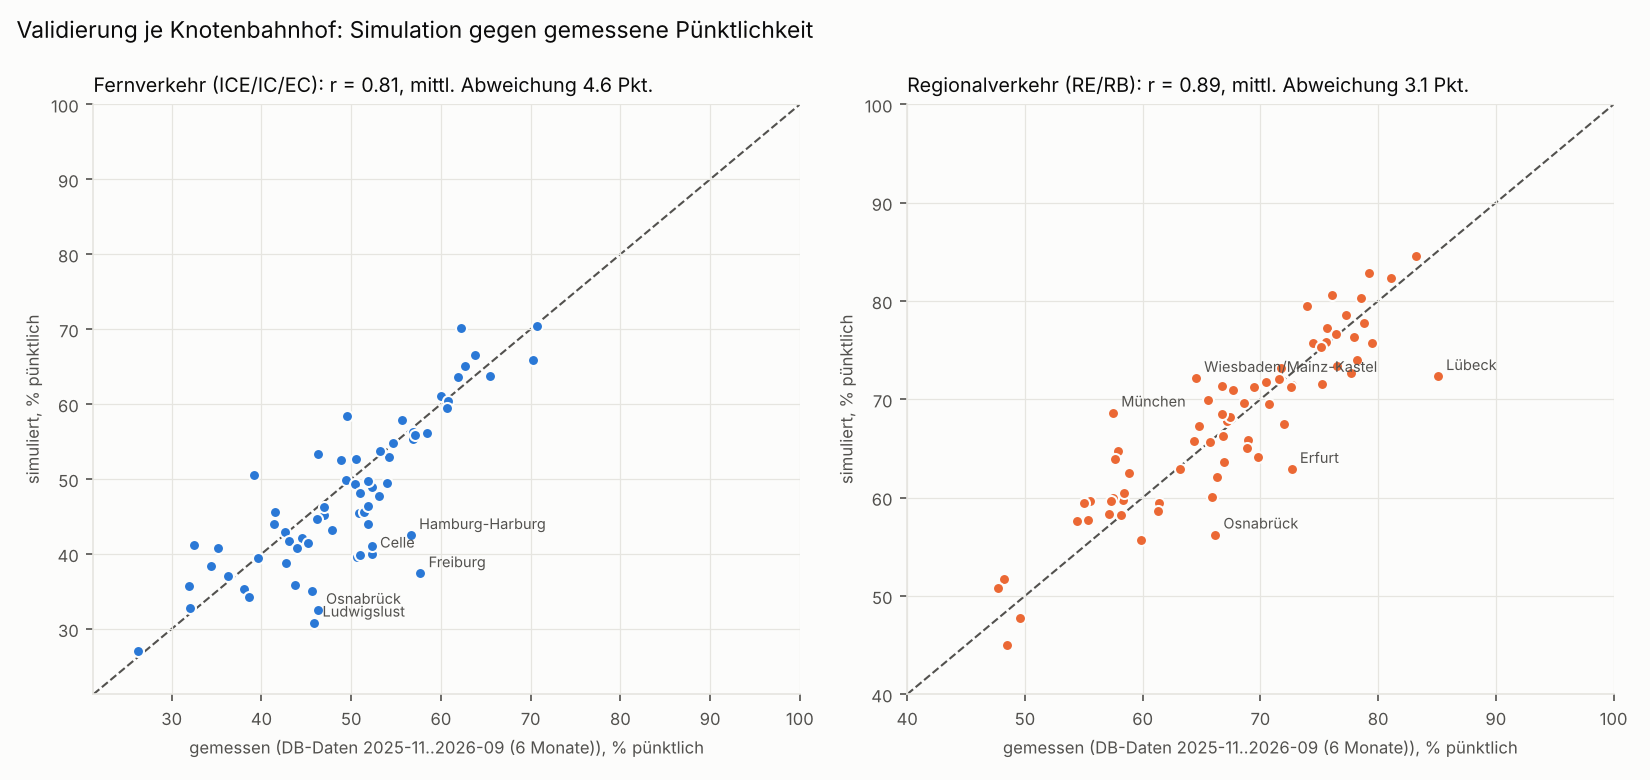 Validierung je Knotenbahnhof: Simulation gegen gemessene Pünktlichkeit
Fernverkehr (ICE/IC/EC): r = 0.81, mittl. Abweichung 4.6 Pkt.
100
90
80
70
60
50
40
30
simuliert, % pünktlich
Hamburg-Harburg
Celle
Freiburg
Osnabrück
Ludwigslust
30 40 50 60 70 80 90 100
gemessen (DB-Daten 2025-11..2026-09 (6 Monate)), % pünktlich
Regionalverkehr (RE/RB): r = 0.89, mittl. Abweichung 3.1 Pkt.
100
90
80
70
60
50
40
simuliert, % pünktlich
Wiesbaden/Mainz-Kastel
Lübeck
München
Erfurt
Osnabrück
40 50 60 70 80 90 100
gemessen (DB-Daten 2025-11..2026-09 (6 Monate)), % pünktlich